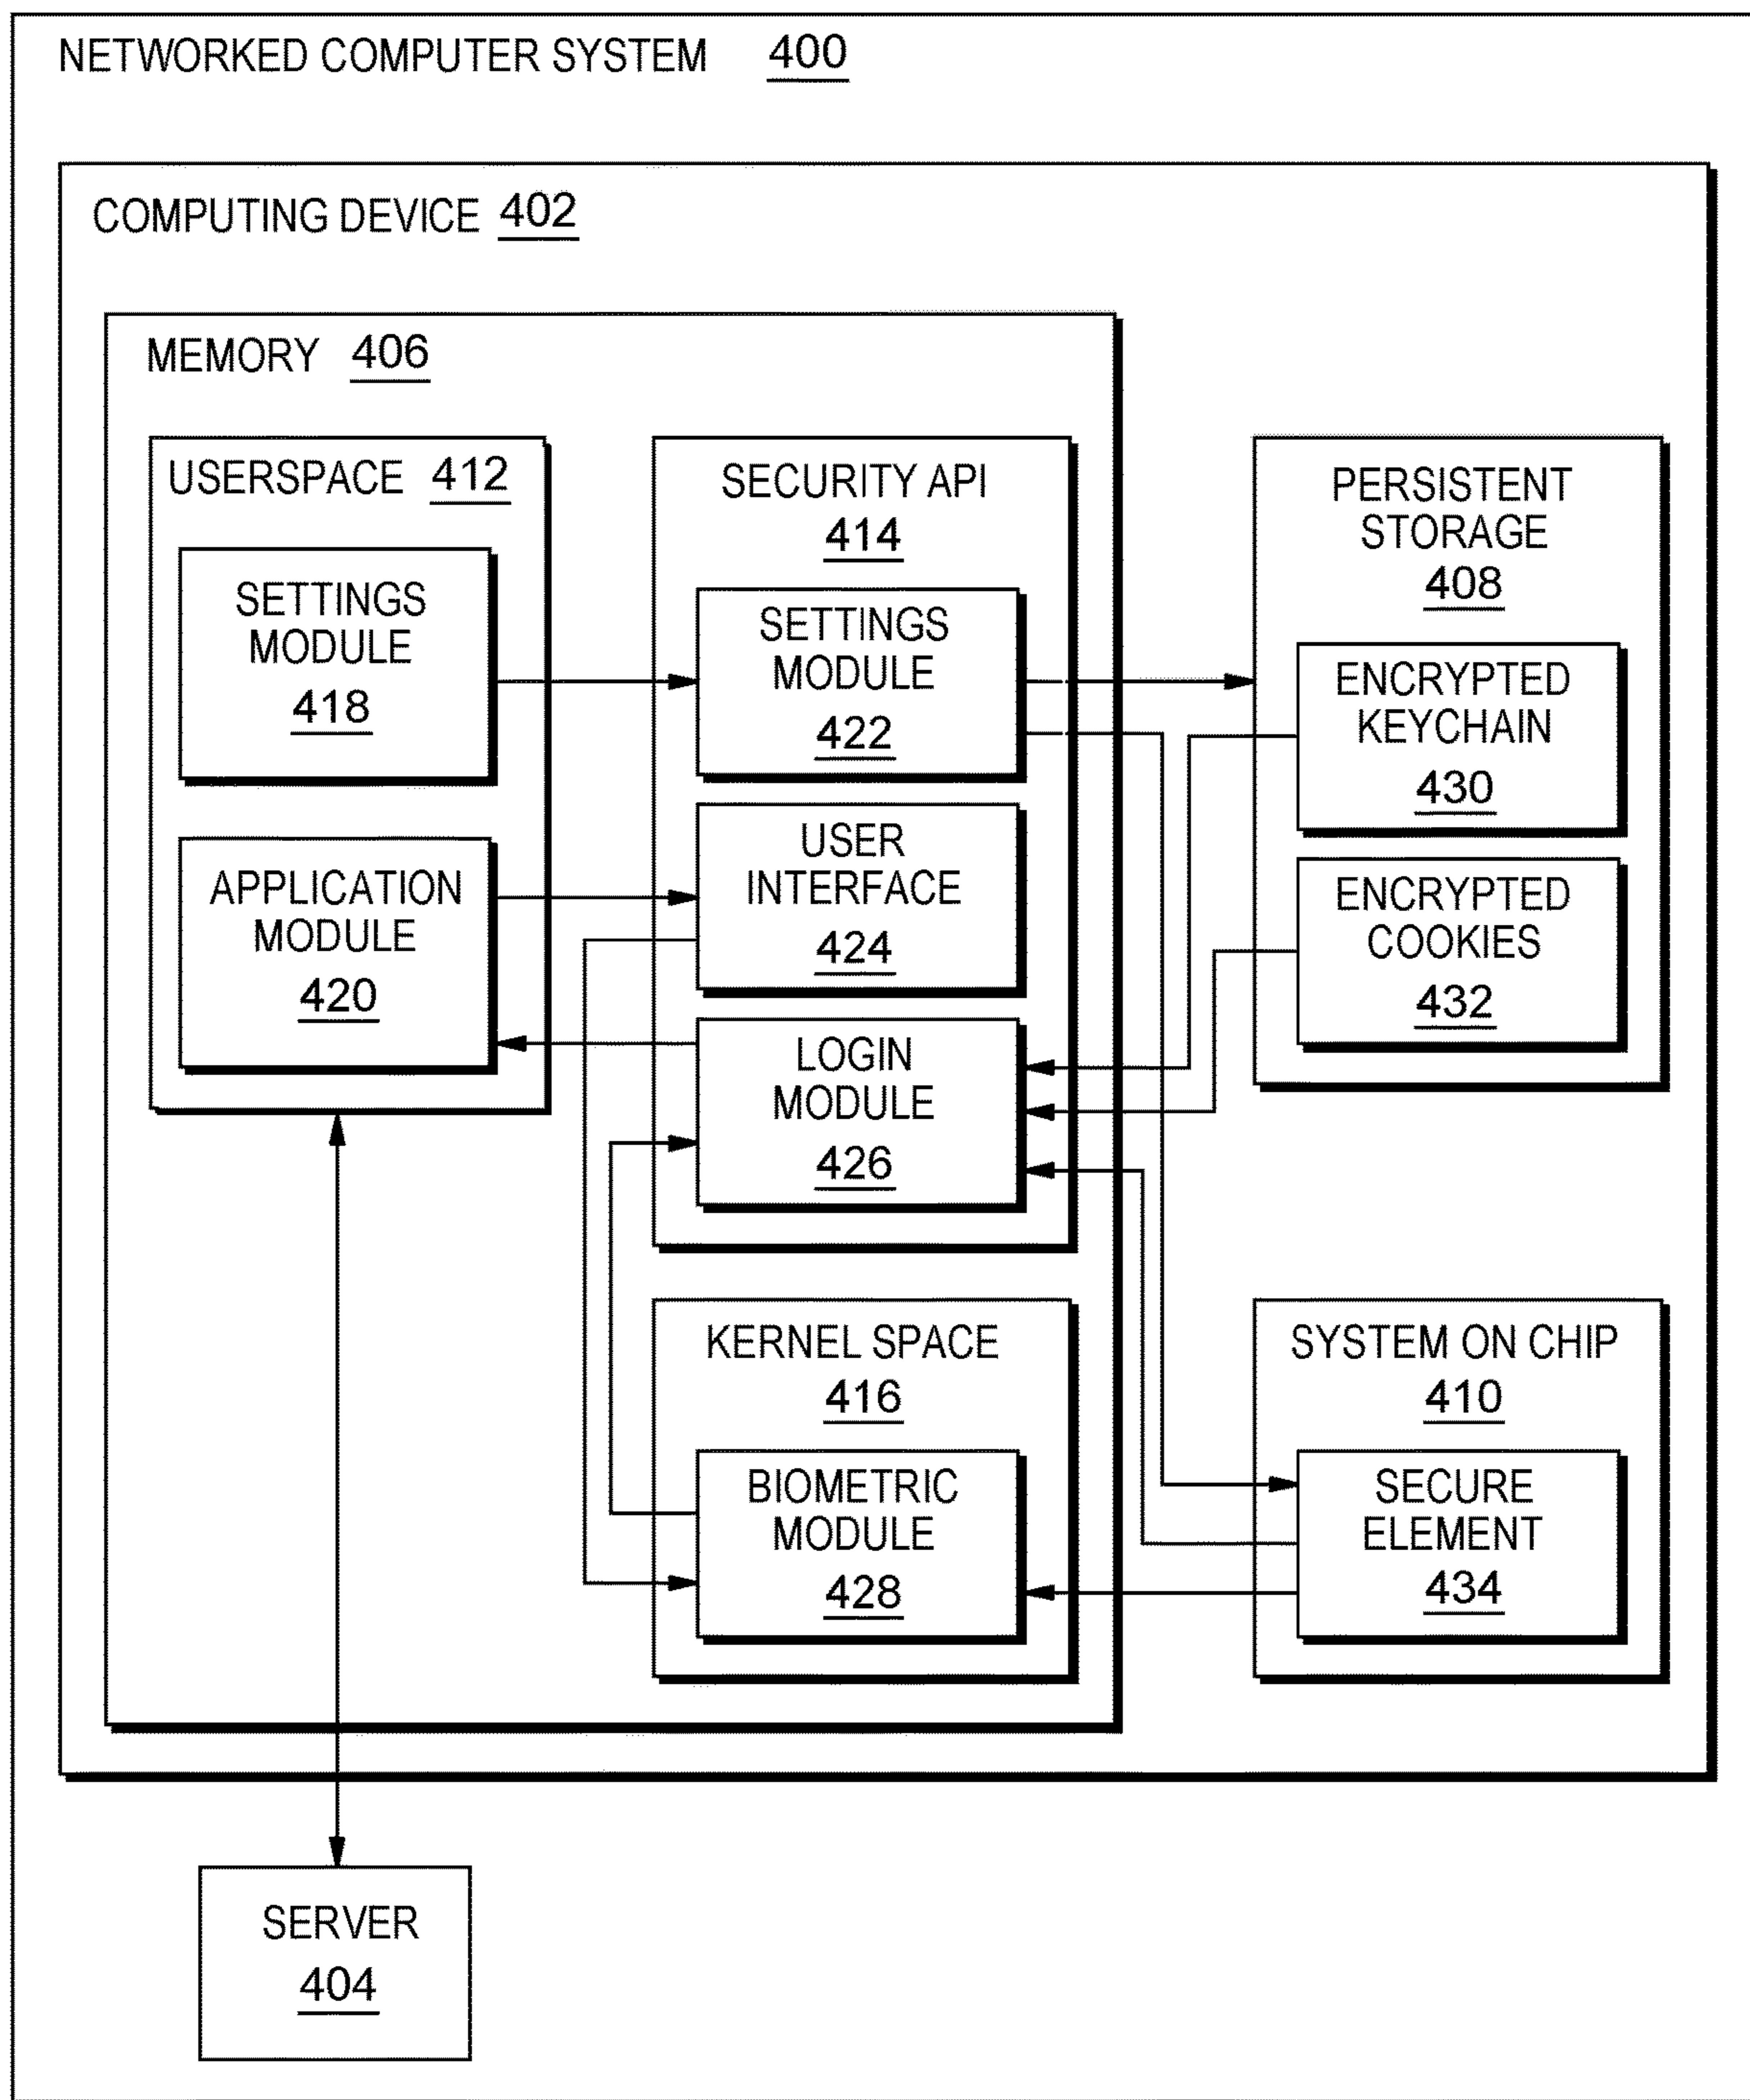 NETWORKED COMPUTER SYSTEM 400
COMPUTING DEVICE 402
MEMORY 406
USERSPACE 412
SETTINGS
MODULE
418
APPLICATION
MODULE
420
SECURITY API
414
SETTINGS
MODULE
422
USER
INTERFACE
424
LOGIN
MODULE
426
KERNEL SPACE
416
BIOMETRIC
MODULE
428
PERSISTENT
STORAGE
408
ENCRYPTED
KEYCHAIN
430
ENCRYPTED
COOKIES
432
SYSTEM ON CHIP
410
SECURE
ELEMENT
434
SERVER
404